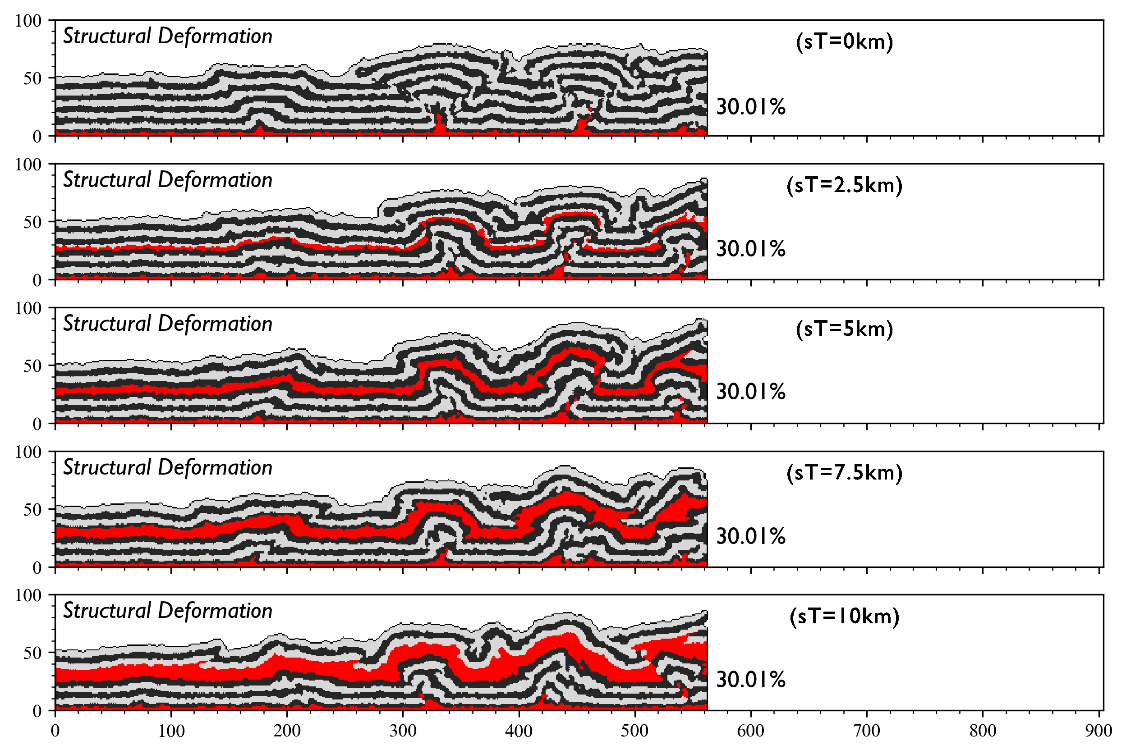 100
Structural Deformation
(sT=0km)
50
30.01%
0
100
Structural Deformation
(sT=2.5km)
50
30.01%
0
100
Structural Deformation
(sT=5km)
50
30.01%
0
100
Structural Deformation
(sT=7.5km)
50
30.01%
0
100
Structural Deformation
(sT=10km)
50
30.01%
0
0 100 200 300 400 500 600 700 800 900